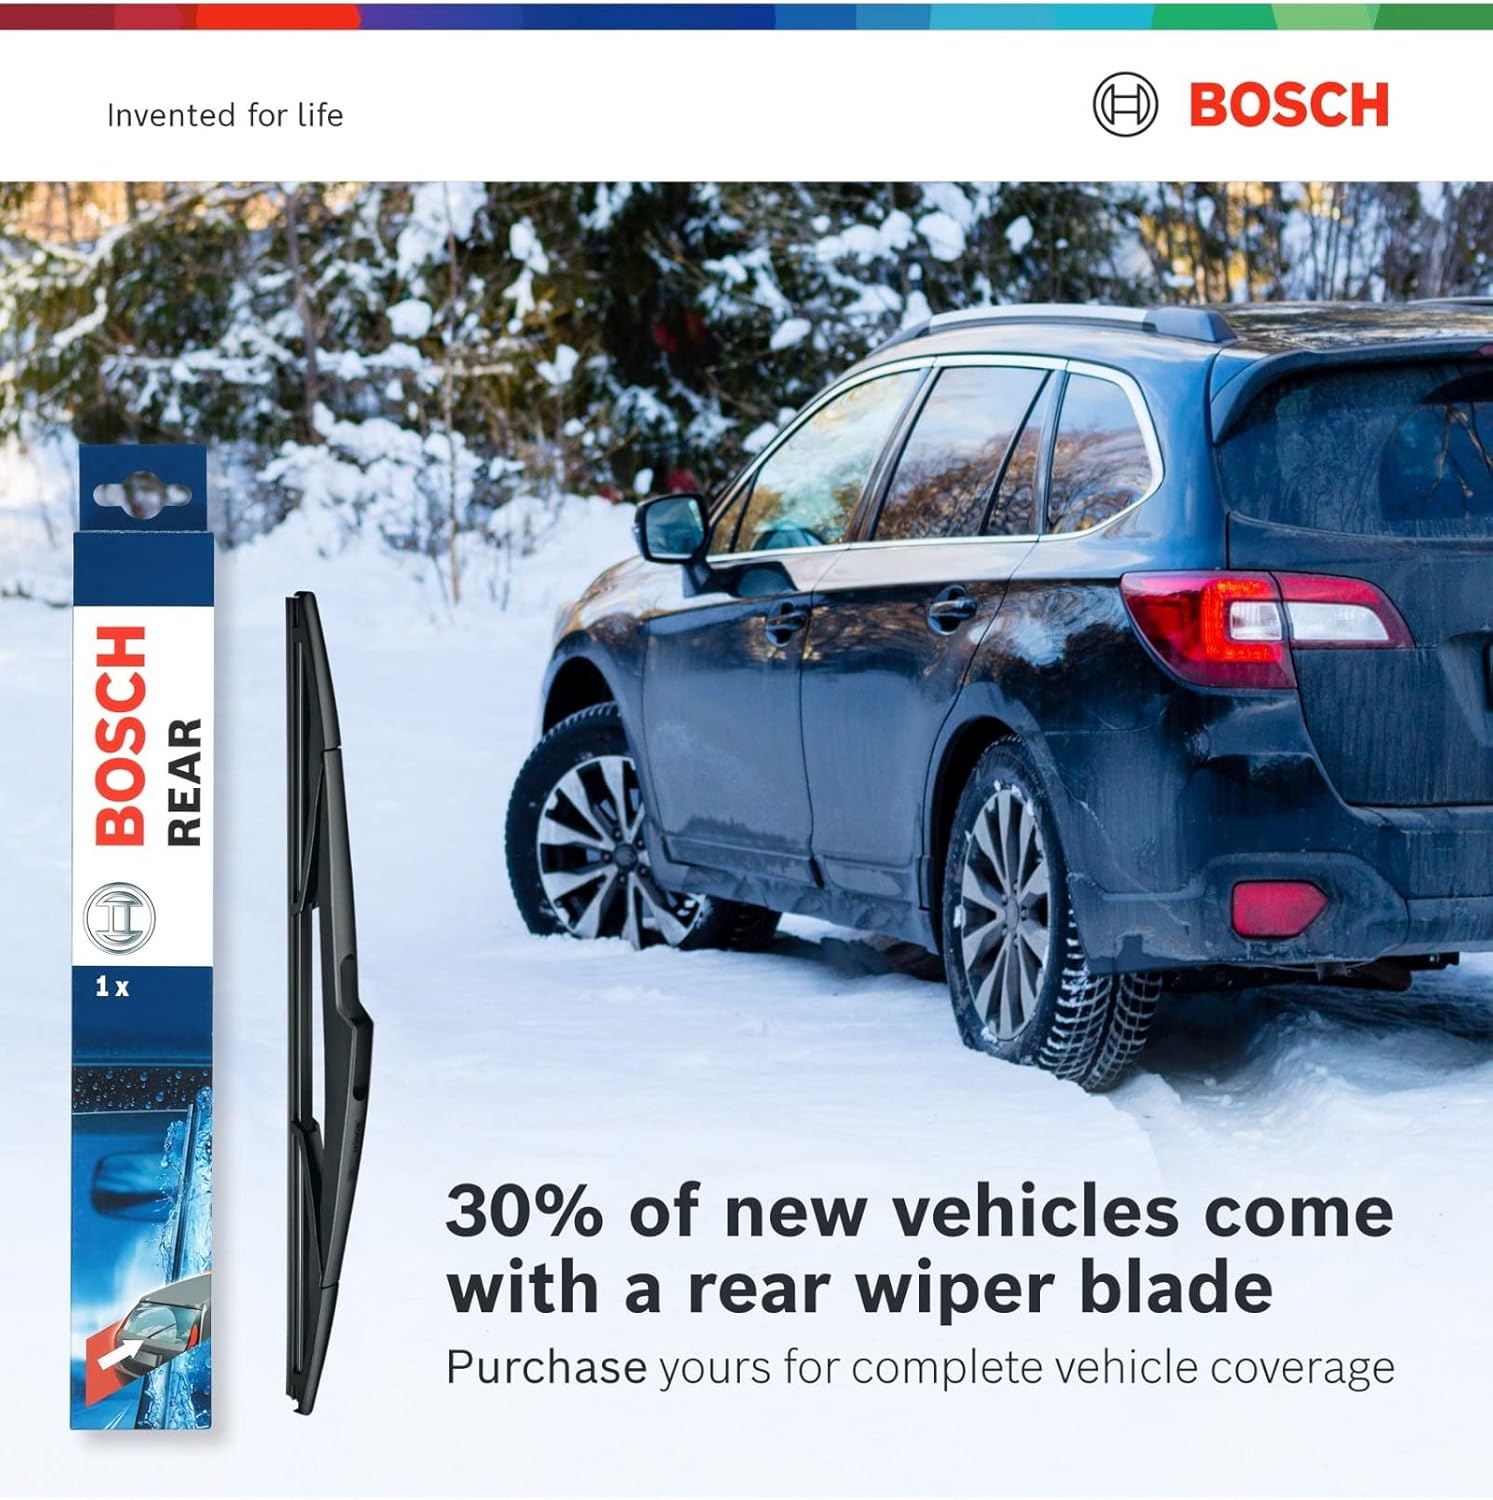 Invented for life
BOSCH
BOSCH
REAR
1 x
30% of new vehicles come
with a rear wiper blade
Purchase yours for complete vehicle coverage